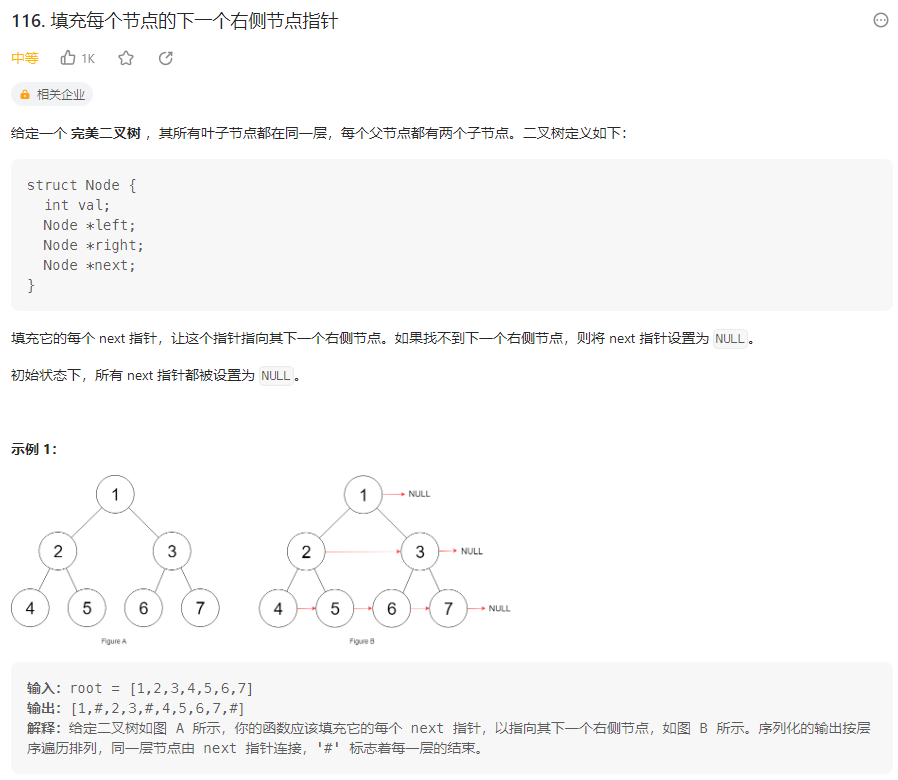 116. 填充每个节点的下一个右侧节点指针
中等 1K
相关企业
给定一个 完美二叉树 ，其所有叶子节点都在同一层，每个父节点都有两个子节点。二叉树定义如下：
struct Node {
  int val;
  Node *left;
  Node *right;
  Node *next;
}
填充它的每个 next 指针，让这个指针指向其下一个右侧节点。如果找不到下一个右侧节点，则将 next 指针设置为 NULL 。
初始状态下，所有 next 指针都被设置为 NULL 。
示例 1：
1 1 NULL
2 3 2 3 NULL
4 5 6 7 4 5 6 7 NULL
Figure A Figure B
输入：root = [1,2,3,4,5,6,7]
输出：[1,#,2,3,#,4,5,6,7,#]
解释：给定二叉树如图 A 所示，你的函数应该填充它的每个 next 指针，以指向其下一个右侧节点，如图 B 所示。序列化的输出按层
序遍历排列，同一层节点由 next 指针连接，'#' 标志着每一层的结束。